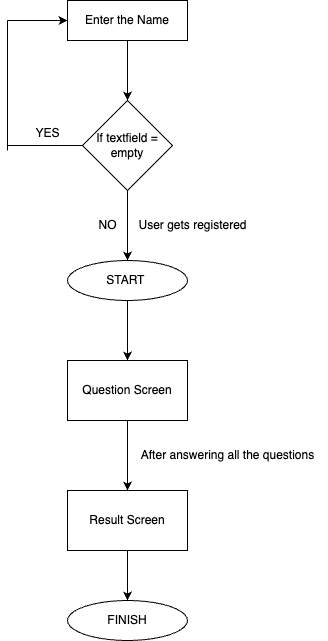 Enter the Name
YES
If textfield =
empty
NO
User gets registered
START
Question Screen
After answering all the questions
Result Screen
FINISH